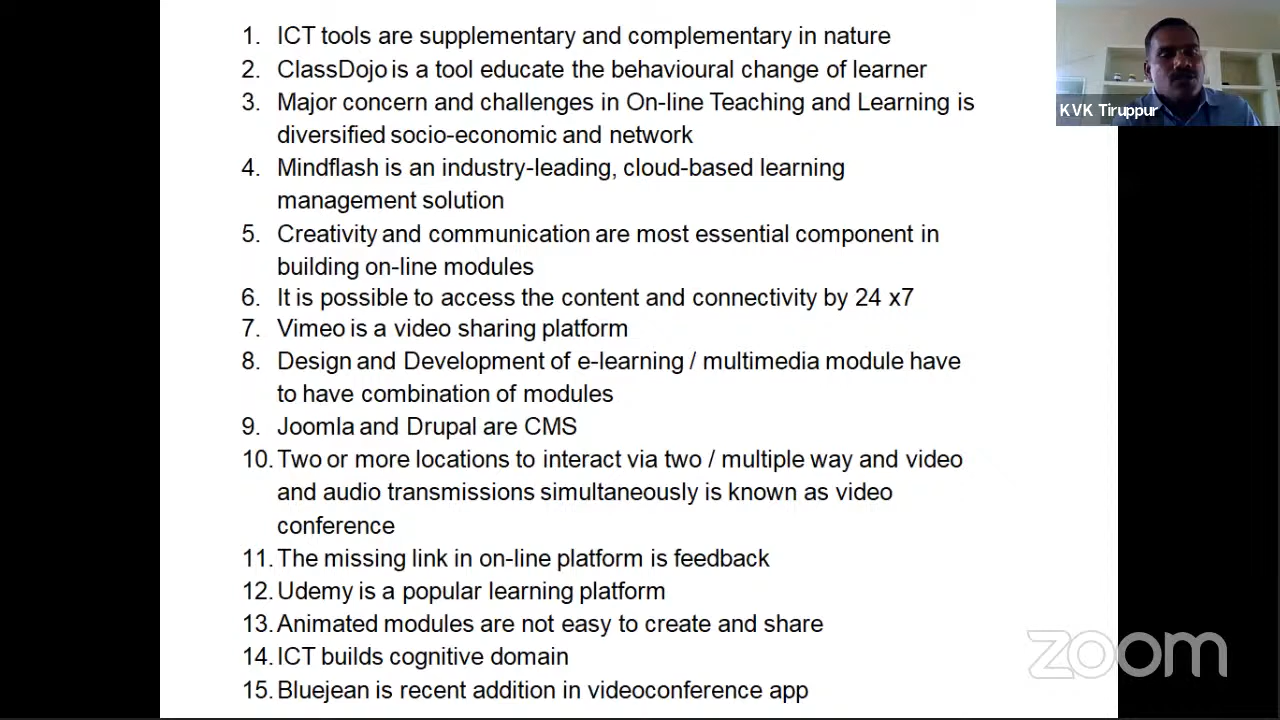 1. ICT tools are supplementary and complementary in nature
2. ClassDojo is a tool educate the behavioural change of learner
3. Major concern and challenges in On-line Teaching and Learning is
diversified socio-economic and network
4. Mindflash is an industry-leading, cloud-based learning
management solution
5. Creativity and communication are most essential component in
building on-line modules
6. It is possible to access the content and connectivity by 24 x7
7. Vimeo is a video sharing platform
8. Design and Development of e-learning / multimedia module have
to have combination of modules
9. Joomla and Drupal are CMS
10. Two or more locations to interact via two / multiple way and video
and audio transmissions simultaneously is known as video
conference
11. The missing link in on-line platform is feedback
12. Udemy is a popular learning platform
13. Animated modules are not easy to create and share
14. ICT builds cognitive domain
15. Bluejean is recent addition in videoconference app
KVK Tiruppur
zoom